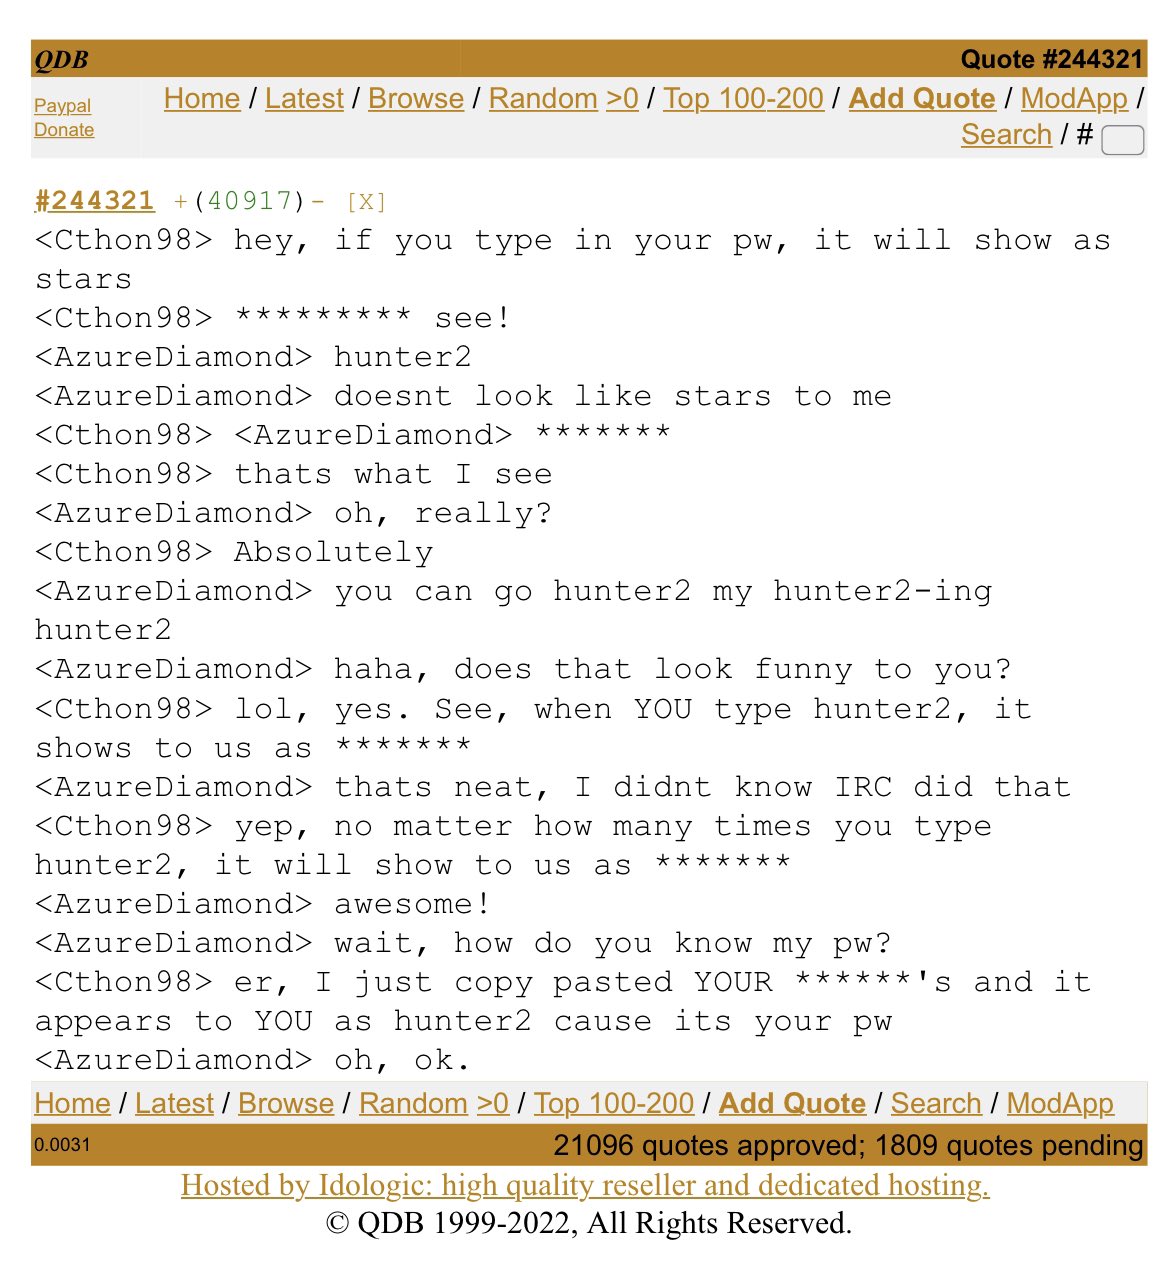 QDB Quote #244321
Paypal Donate Home / Latest / Browse / Random >0 / Top 100-200 / Add Quote / ModApp /
Search / #
#244321 +(40917)- [X]
<Cthon98> hey, if you type in your pw, it will show as
stars
<Cthon98> ********* see!
<AzureDiamond> hunter2
<AzureDiamond> doesnt look like stars to me
<Cthon98> <AzureDiamond> *******
<Cthon98> thats what I see
<AzureDiamond> oh, really?
<Cthon98> Absolutely
<AzureDiamond> you can go hunter2 my hunter2-ing
hunter2
<AzureDiamond> haha, does that look funny to you?
<Cthon98> lol, yes. See, when YOU type hunter2, it
shows to us as *******
<AzureDiamond> thats neat, I didnt know IRC did that
<Cthon98> yep, no matter how many times you type
hunter2, it will show to us as *******
<AzureDiamond> awesome!
<AzureDiamond> wait, how do you know my pw?
<Cthon98> er, I just copy pasted YOUR ******'s and it
appears to YOU as hunter2 cause its your pw
<AzureDiamond> oh, ok.
Home / Latest / Browse / Random >0 / Top 100-200 / Add Quote / Search / ModApp
0.0031 21096 quotes approved; 1809 quotes pending
Hosted by Idologic: high quality reseller and dedicated hosting.
© QDB 1999-2022, All Rights Reserved.